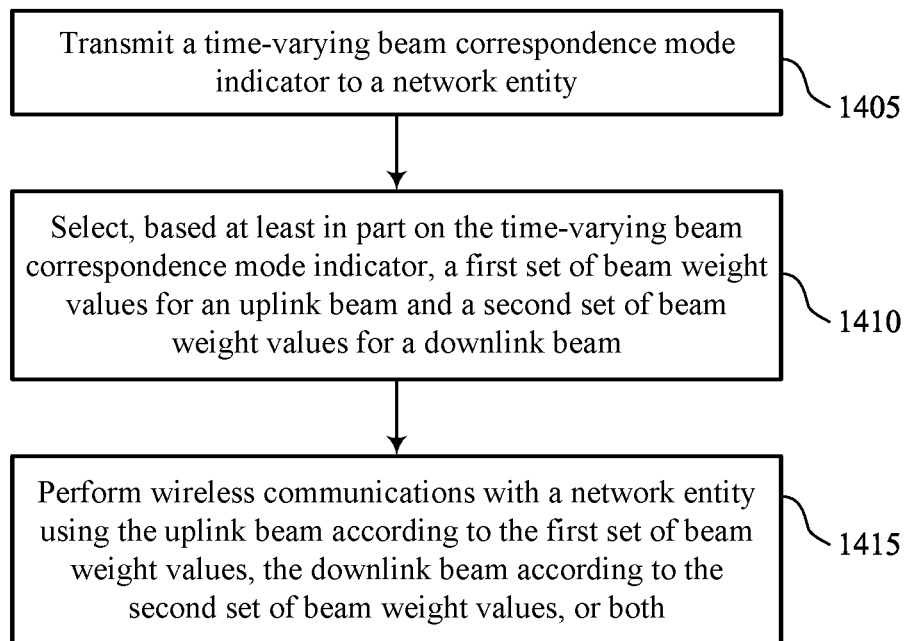 Transmit a time-varying beam correspondence mode
indicator to a network entity
1405
Select, based at least in part on the time-varying beam
correspondence mode indicator, a first set of beam weight
values for an uplink beam and a second set of beam
weight values for a downlink beam
1410
Perform wireless communications with a network entity
using the uplink beam according to the first set of beam
weight values, the downlink beam according to the
second set of beam weight values, or both
1415